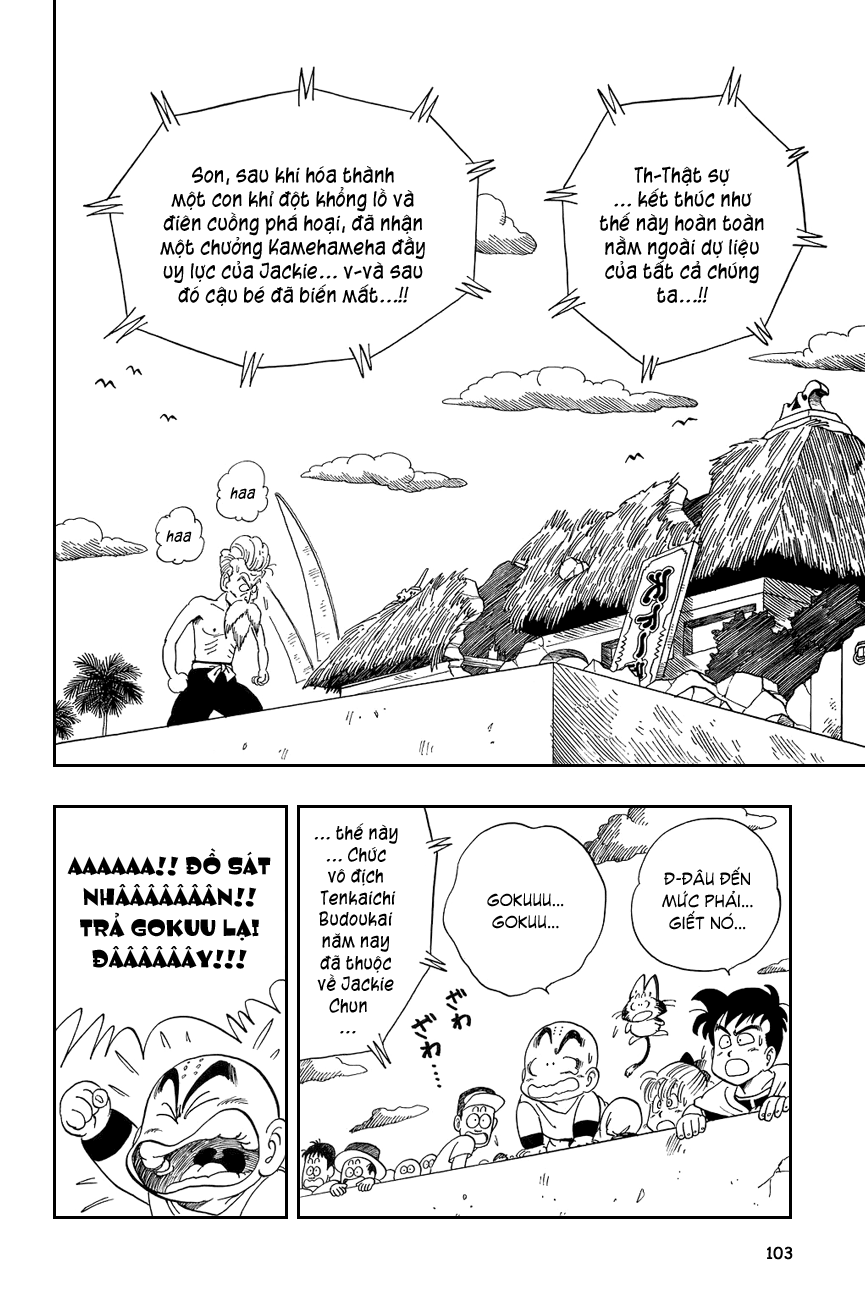 Th-Thật sự
... kết thúc như
thế này hoàn toàn
nằm ngoài dự liệu
của tất cả chúng
ta...!!
Son, sau khi hóa thành
một con khỉ đột khổng lồ và
điên cuồng phá hoại, đã nhận
một chưởng Kamehameha đầy
uy lực của Jackie... v-và sau
đó cậu bé đã biến mất...!!
haa
haa
Đ-ĐÂU ĐẾN
MỨC PHẢI...
GIẾT NÓ...
GOKUUU...
GOKUU...
... thế này
... Chức
vô địch
Tenkaichi
Budoukai
năm nay
đã thuộc
về Jackie
Chun
...
ざわ
ざわ....
AAAAAA!! ĐỒ SÁT
NHÂÂÂÂÂÂÂN!!
TRẢ GOKUU LẠI
ĐÂÂÂÂÂÂY!!!
103